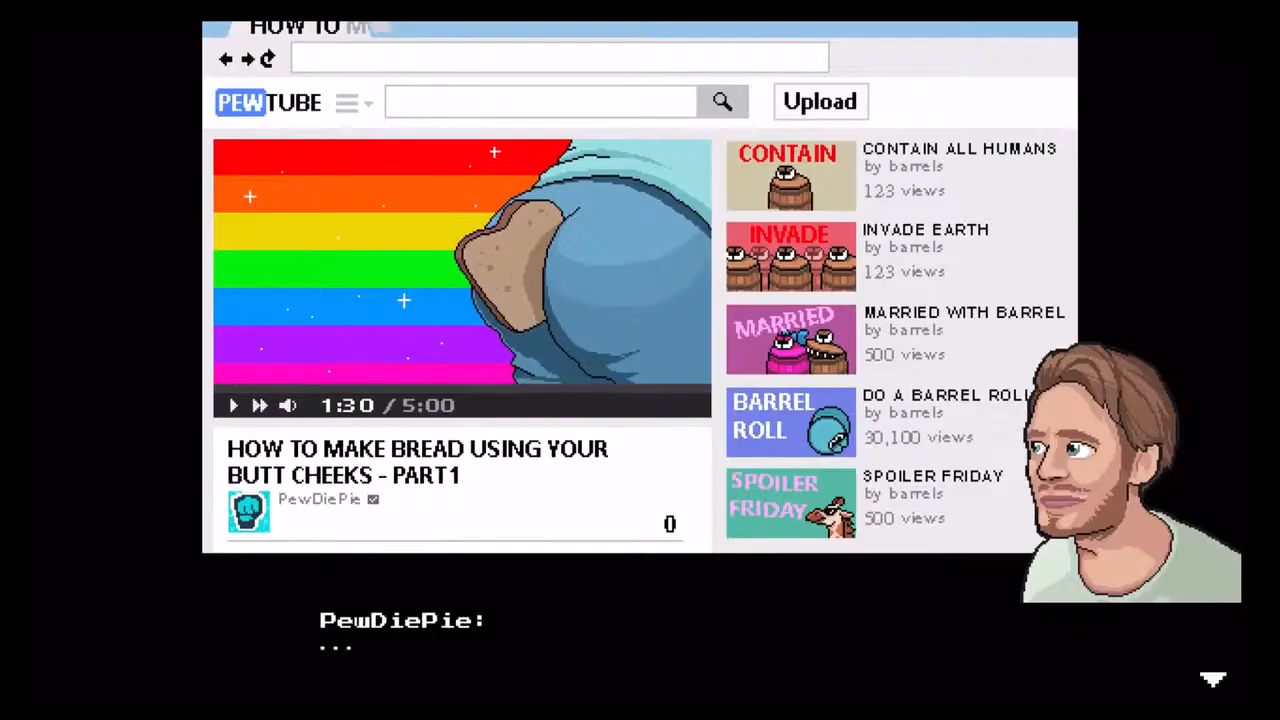 HOW TO M
PEWTUBE
Upload
CONTAIN
CONTAIN ALL HUMANS
by barrels
123 views
INVADE
INVADE EARTH
by barrels
123 views
MARRIED
MARRIED WITH BARREL
by barrels
500 views
BARREL
ROLL
DO A BARREL ROLL
by barrels
30,100 views
SPOILER
FRIDAY
SPOILER FRIDAY
by barrels
500 views
1:30 / 5:00
HOW TO MAKE BREAD USING YOUR
BUTT CHEEKS - PART1
PewDiePie
0
PewDiePie:
...